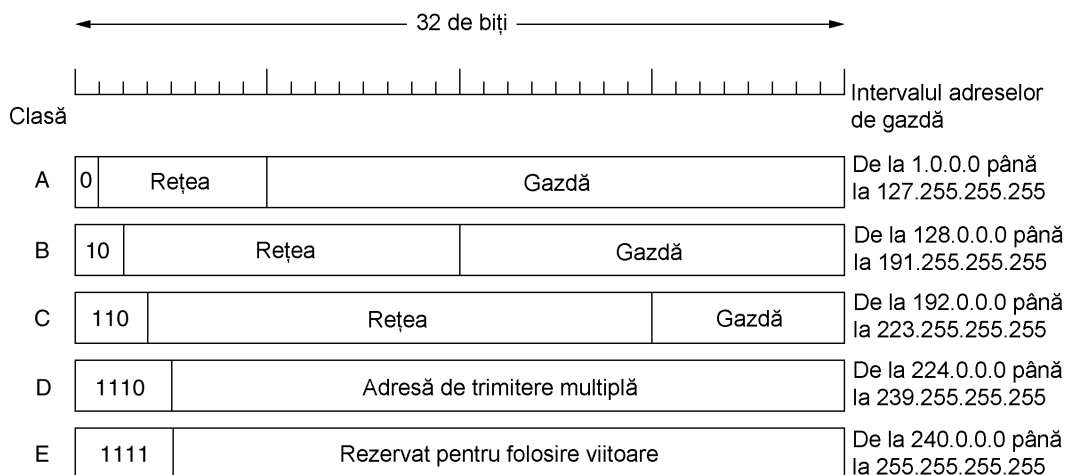 32 de biți
Clasă
Intervalul adreselor
de gazdă
A
0
Rețea
Gazdă
De la 1.0.0.0 până
la 127.255.255.255
B
10
Rețea
Gazdă
De la 128.0.0.0 până
la 191.255.255.255
C
110
Rețea
Gazdă
De la 192.0.0.0 până
la 223.255.255.255
D
1110
Adresă de trimitere multiplă
De la 224.0.0.0 până
la 239.255.255.255
E
1111
Rezervat pentru folosire viitoare
De la 240.0.0.0 până
la 255.255.255.255